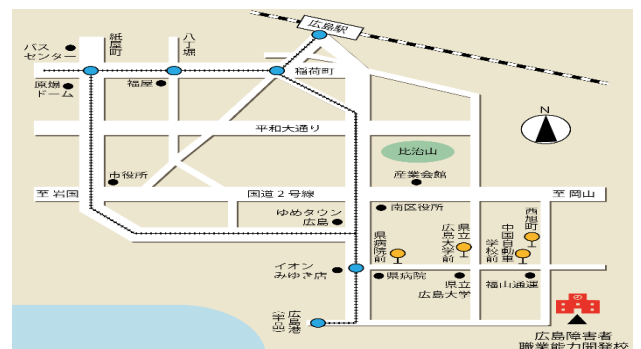 広島駅
紙屋町
八丁堀
バス
センター
原爆
ドーム
福屋
稲荷町
N
平和大通り
比治山
市役所
産業会館
至岩国
国道2号線
至岡山
ゆめタウン
広島
南区役所
県病院前
県立
広島大学前
中国自動車
学校前
西旭町
イオン
みゆき店
県病院
県立
広島大学
福山通運
広島港
(宇品)
広島障害者
職業能力開発校